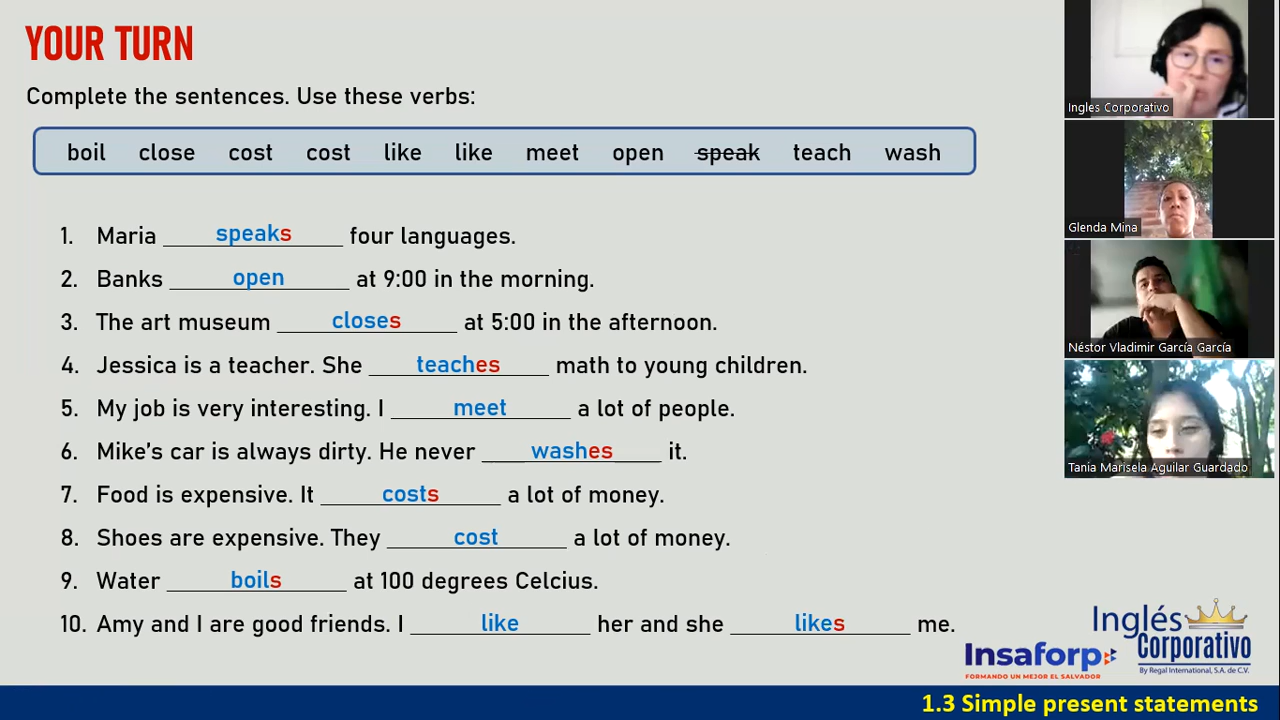 YOUR TURN
Complete the sentences. Use these verbs:
boil close cost cost like like meet open speak teach wash
1. Maria speaks four languages.
2. Banks open at 9:00 in the morning.
3. The art museum closes at 5:00 in the afternoon.
4. Jessica is a teacher. She teaches math to young children.
5. My job is very interesting. I meet a lot of people.
6. Mike's car is always dirty. He never washes it.
7. Food is expensive. It costs a lot of money.
8. Shoes are expensive. They cost a lot of money.
9. Water boils at 100 degrees Celcius.
10. Amy and I are good friends. I like her and she likes me.
Ingles Corporativo
Glenda Mina
Néstor Vladimir García García
Tania Marisela Aguilar Guardado
Insaforp
FORMANDO UN MEJOR EL SALVADOR
Inglés
Corporativo
By Regal International, S.A. de C.V.
1.3 Simple present statements